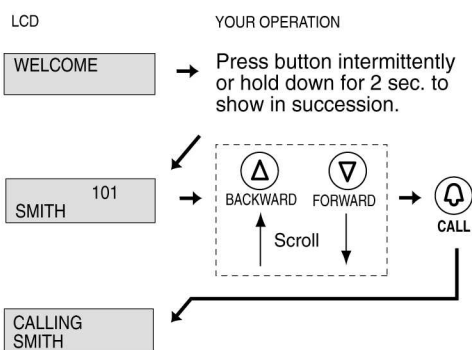 LCD
YOUR OPERATION
WELCOME
Press button intermittently
or hold down for 2 sec. to
show in succession.
101
SMITH
BACKWARD
FORWARD
Scroll
CALL
CALLING
SMITH